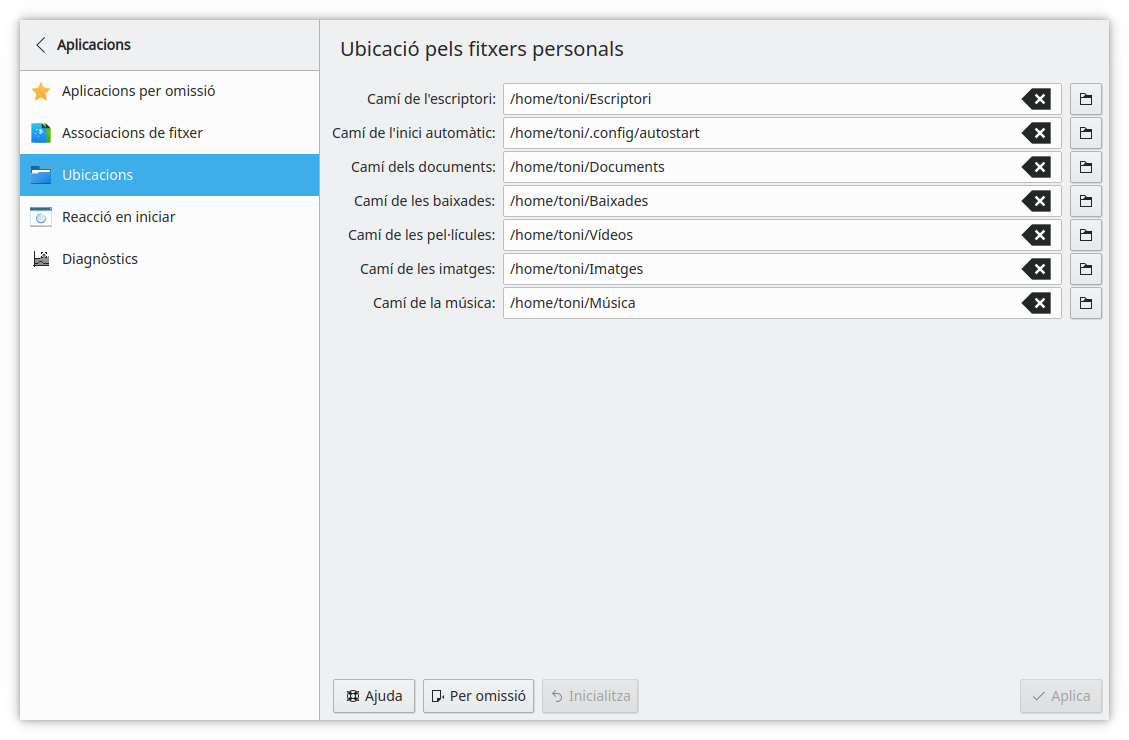 Aplicacions
Aplicacions per omissió
Associacions de fitxer
Ubicacions
Reacció en iniciar
Diagnòstics
Ubicació pels fitxers personals
Camí de l'escriptori: /home/toni/Escriptori
Camí de l'inici automàtic: /home/toni/.config/autostart
Camí dels documents: /home/toni/Documents
Camí de les baixades: /home/toni/Baixades
Camí de les pel·lícules: /home/toni/Vídeos
Camí de les imatges: /home/toni/Imatges
Camí de la música: /home/toni/Música
Ajuda Per omissió Inicialitza Aplica